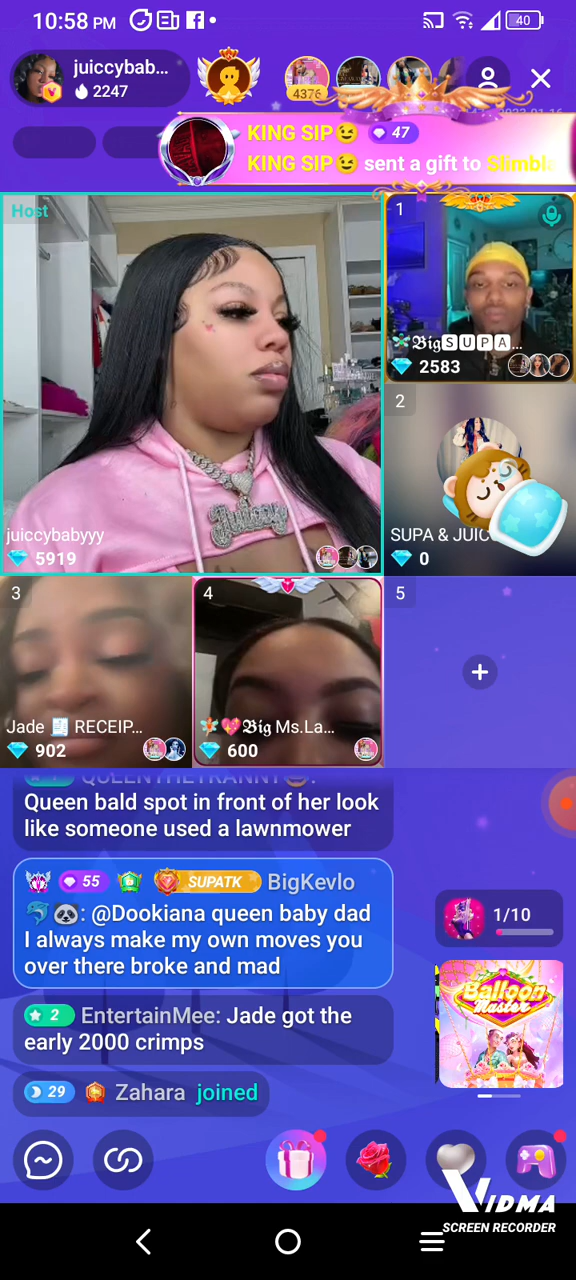 10:58 PM
40
juiccybab...
2247
4376
KING SIP😉 47
KING SIP😉 sent a gift to Slimbl
Host
1
🧚🏽‍♂️𝕭𝖎𝖌🆂🆄🅿🅰...
2583
juiccybabyyy
5919
2
SUPA & JUIC
0
3
Jade 🧾 RECEIP...
902
4
🧚💖𝕭𝖎𝖌 Ms.La...
600
5
Queen bald spot in front of her look
like someone used a lawnmower
55 SUPATK BigKevlo
🐬🐼: @Dookiana queen baby dad
I always make my own moves you
over there broke and mad
1/10
Balloon
Master
2 EntertainMee: Jade got the
early 2000 crimps
29 Zahara joined
VIDMA
SCREEN RECORDER